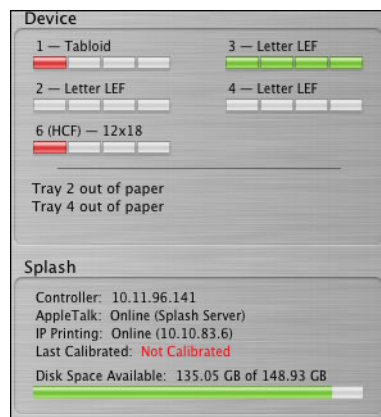 Device
1 — Tabloid
3 — Letter LEF
2 — Letter LEF
4 — Letter LEF
6 (HCF) — 12x18
Tray 2 out of paper
Tray 4 out of paper
Splash
Controller: 10.11.96.141
AppleTalk: Online (Splash Server)
IP Printing: Online (10.10.83.6)
Last Calibrated: Not Calibrated
Disk Space Available: 135.05 GB of 148.93 GB